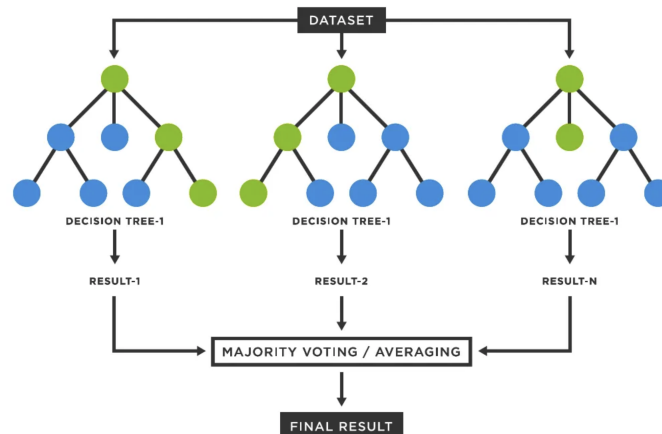 DATASET
DECISION TREE-1
DECISION TREE-1
DECISION TREE-1
RESULT-1
RESULT-2
RESULT-N
MAJORITY VOTING / AVERAGING
FINAL RESULT